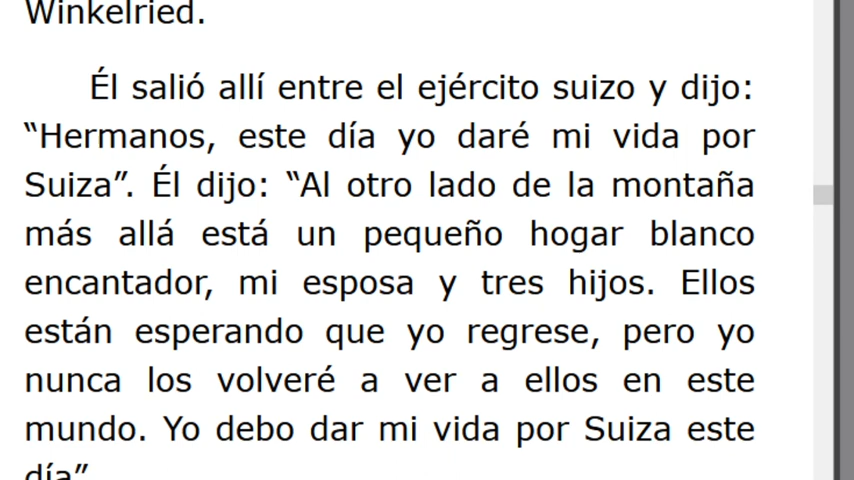 Winkelried.
Él salió allí entre el ejército suizo y dijo:
“Hermanos, este día yo daré mi vida por
Suiza”. Él dijo: “Al otro lado de la montaña
más allá está un pequeño hogar blanco
encantador, mi esposa y tres hijos. Ellos
están esperando que yo regrese, pero yo
nunca los volveré a ver a ellos en este
mundo. Yo debo dar mi vida por Suiza este
día”